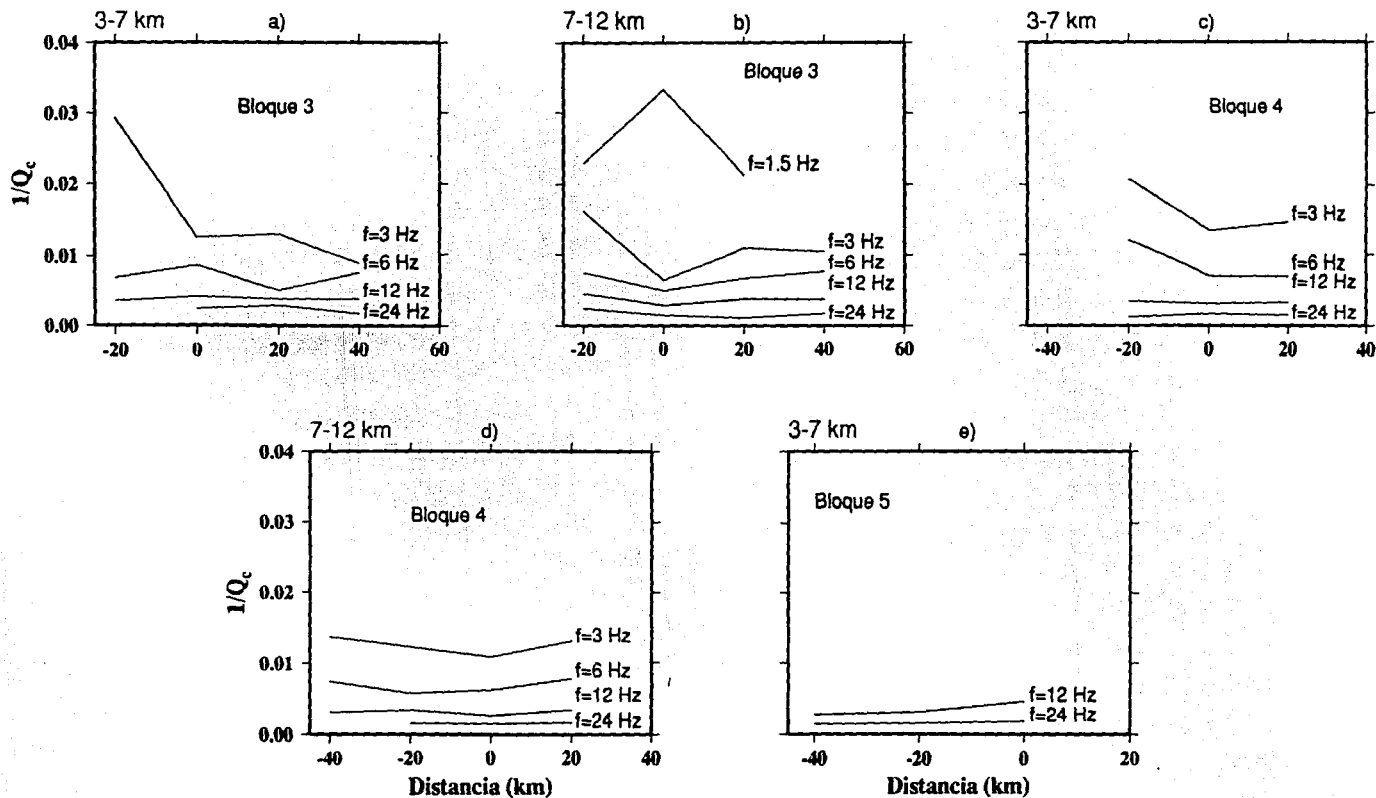 3-7 km a)
0.04
0.03
0.02
0.01
0.00
1/Qc
Bloque 3
f=3 Hz
f=6 Hz
f=12 Hz
f=24 Hz
-20 0 20 40 60
7-12 km b)
Bloque 3
f=1.5 Hz
f=3 Hz
f=6 Hz
f=12 Hz
f=24 Hz
-20 0 20 40 60
3-7 km c)
Bloque 4
f=3 Hz
f=6 Hz
f=12 Hz
f=24 Hz
-40 -20 0 20 40
7-12 km d)
0.04
0.03
0.02
0.01
0.00
1/Qc
Bloque 4
f=3 Hz
f=6 Hz
f=12 Hz
f=24 Hz
-40 -20 0 20 40
Distancia (km)
3-7 km e)
Bloque 5
f=12 Hz
f=24 Hz
-40 -20 0 20
Distancia (km)